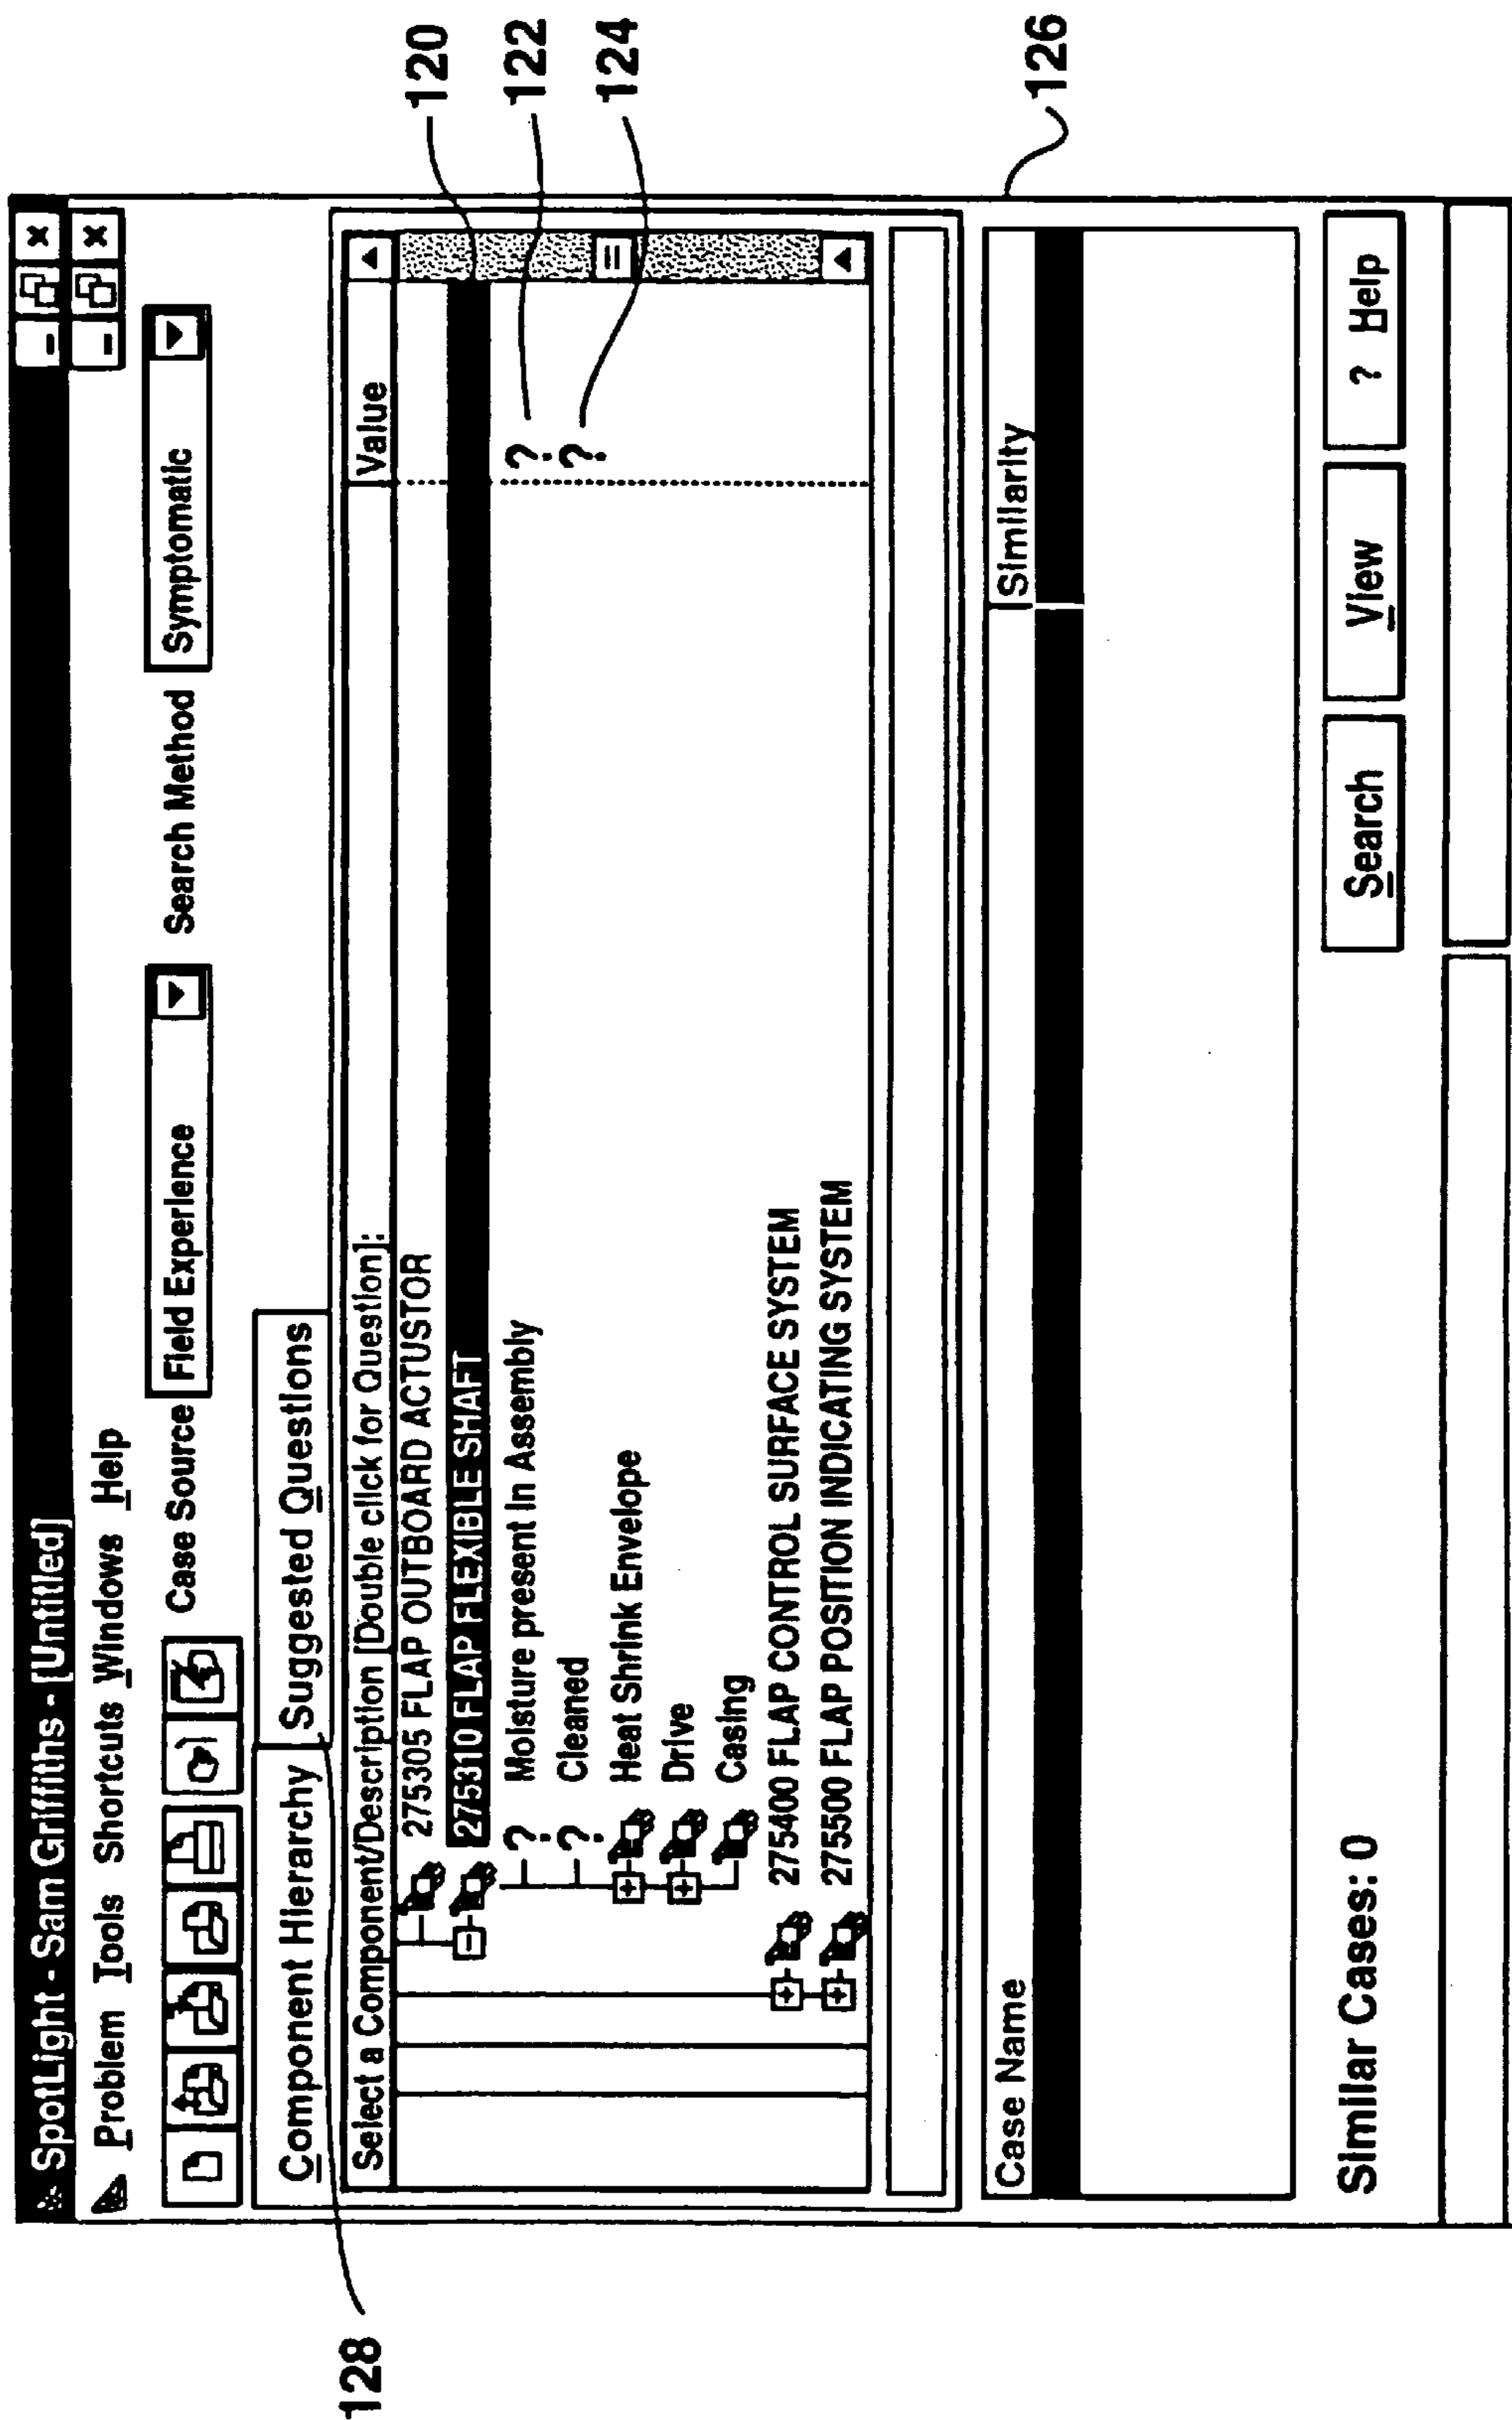 SpotLight - Sam Griffiths - [Untitled]
Problem Tools Shortcuts Windows Help
Case Source Field Experience Search Method Symptomatic
Component Hierarchy Suggested Questions
Select a Component/Description [Double click for Question]: Value
275305 FLAP OUTBOARD ACTUSTOR
275310 FLAP FLEXIBLE SHAFT
? Moisture present in Assembly ?
? Cleaned ?
Heat Shrink Envelope
Drive
Casing
275400 FLAP CONTROL SURFACE SYSTEM
275500 FLAP POSITION INDICATING SYSTEM
Case Name Similarity
Similar Cases: 0 Search View ? Help
120
122
124
126
128